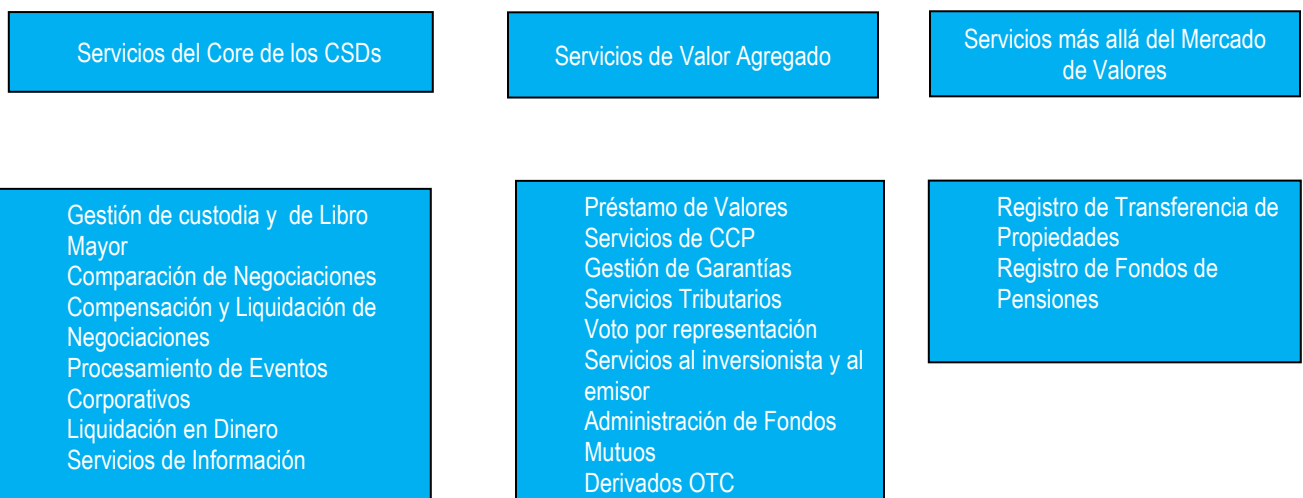 Servicios del Core de los CSDs
Servicios de Valor Agregado
Servicios más allá del Mercado
de Valores
Gestión de custodia y de Libro
Mayor
Comparación de Negociaciones
Compensación y Liquidación de
Negociaciones
Procesamiento de Eventos
Corporativos
Liquidación en Dinero
Servicios de Información
Préstamo de Valores
Servicios de CCP
Gestión de Garantías
Servicios Tributarios
Voto por representación
Servicios al inversionista y al
emisor
Administración de Fondos
Mutuos
Derivados OTC
Registro de Transferencia de
Propiedades
Registro de Fondos de
Pensiones